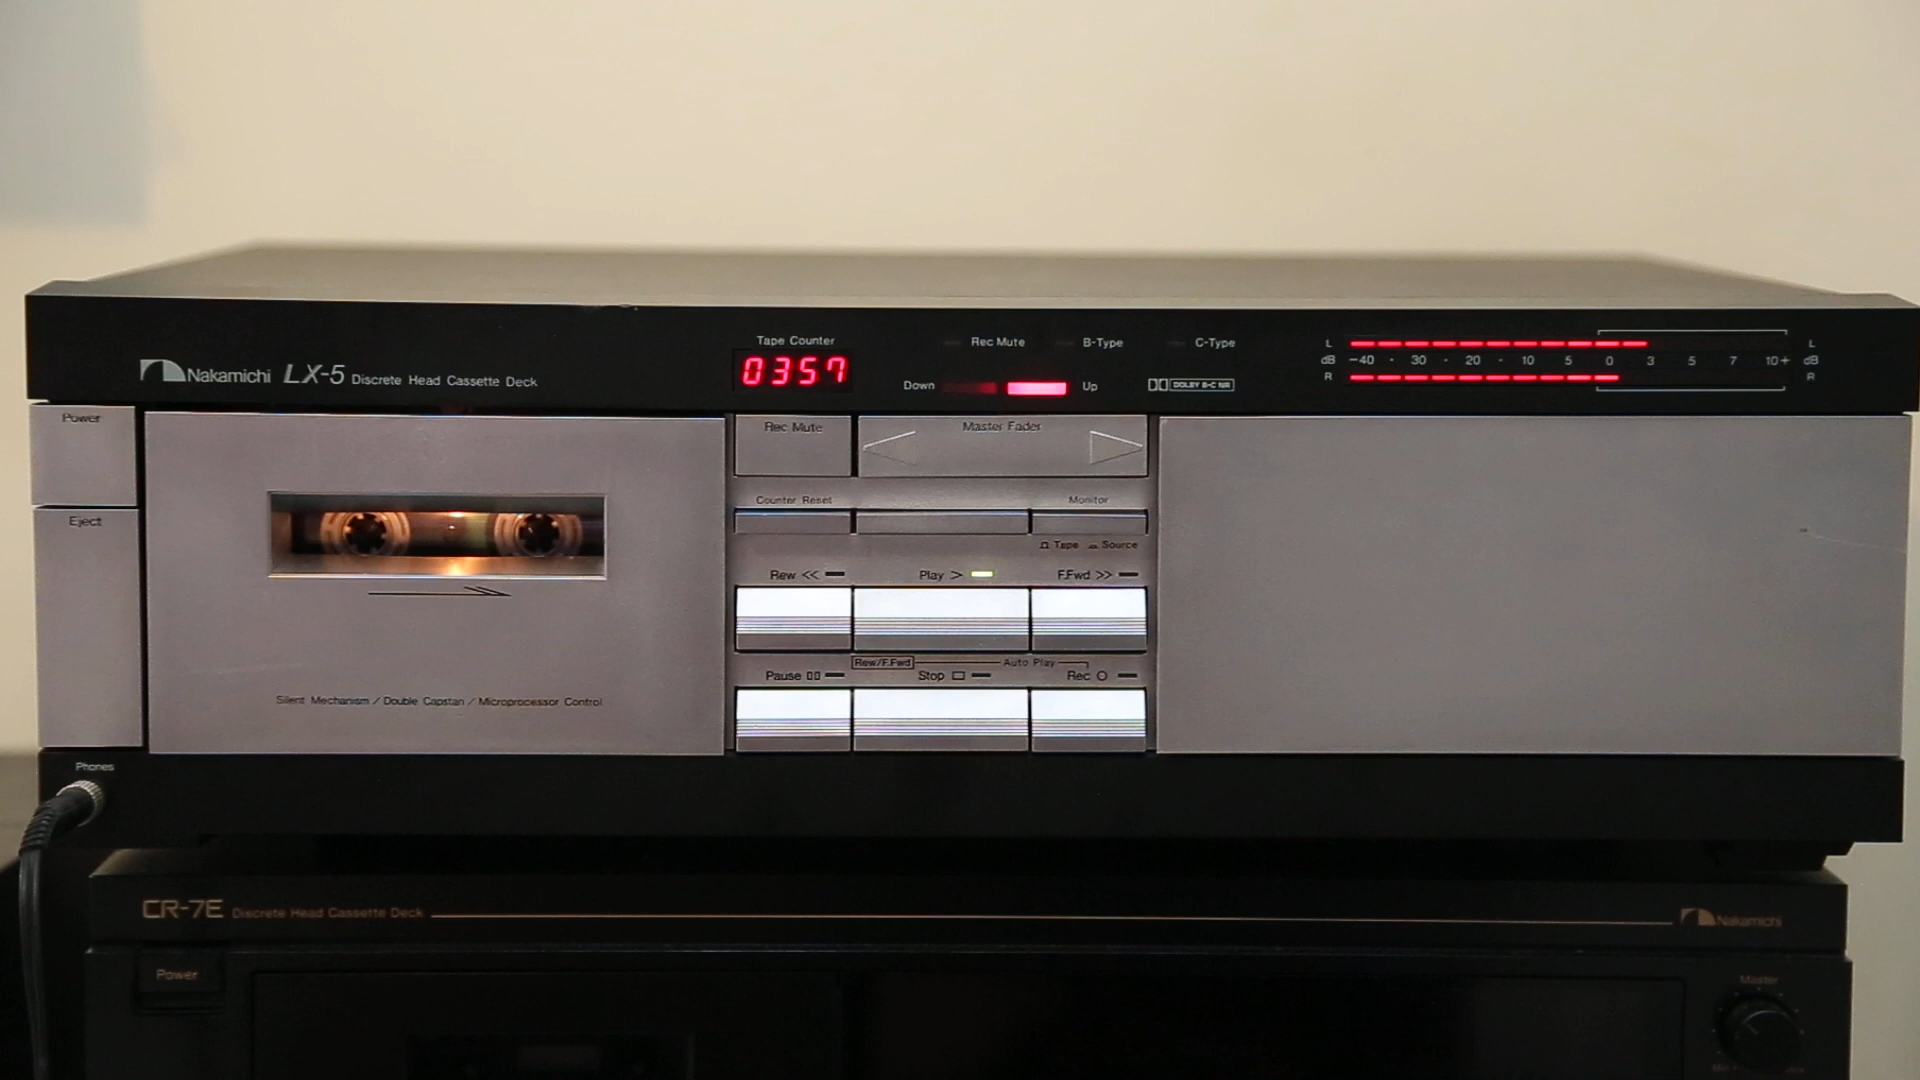 Tape Counter Rec Mute B-Type C-Type
0357
Nakamichi LX-5 Discrete Head Cassette Deck
Down Up DOLBY B-C NR
L L
dB -40 · 30 · 20 · 10 5 0 3 5 7 10+ dB
R R
Power
Eject
Rec Mute Master Fader
Counter Reset Monitor
Tape Source
Rew << Play > F.Fwd >>
Rew/F.Fwd Auto Play
Pause Stop Rec
Silent Mechanism / Double Capstan / Microprocessor Control
Phones
CR-7E Discrete Head Cassette Deck Nakamichi
Power
Master